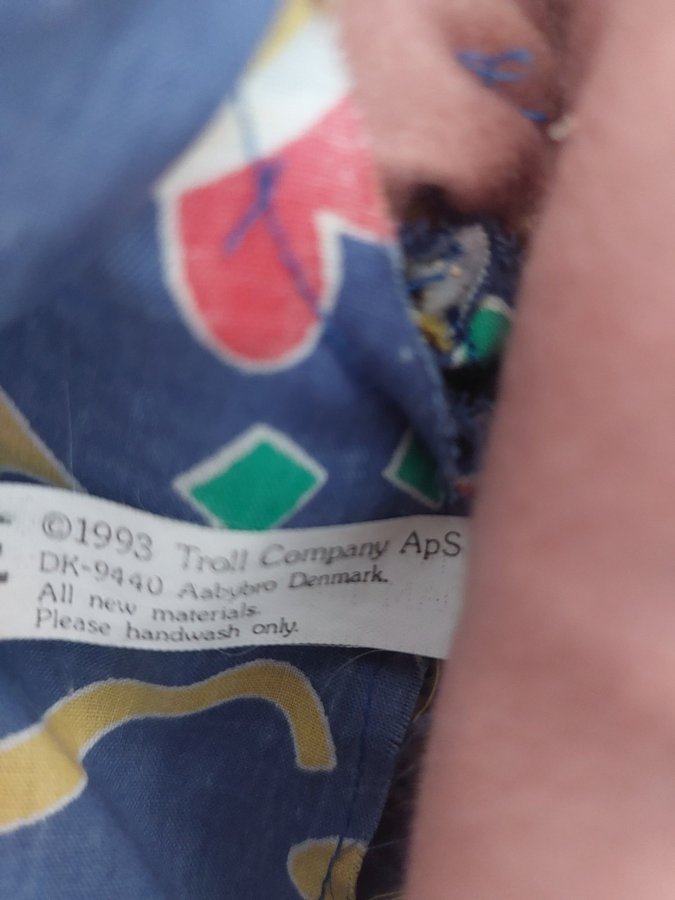 ©1993 Troll Company ApS
DK-9440 Aabybro Denmark.
All new materials.
Please handwash only.